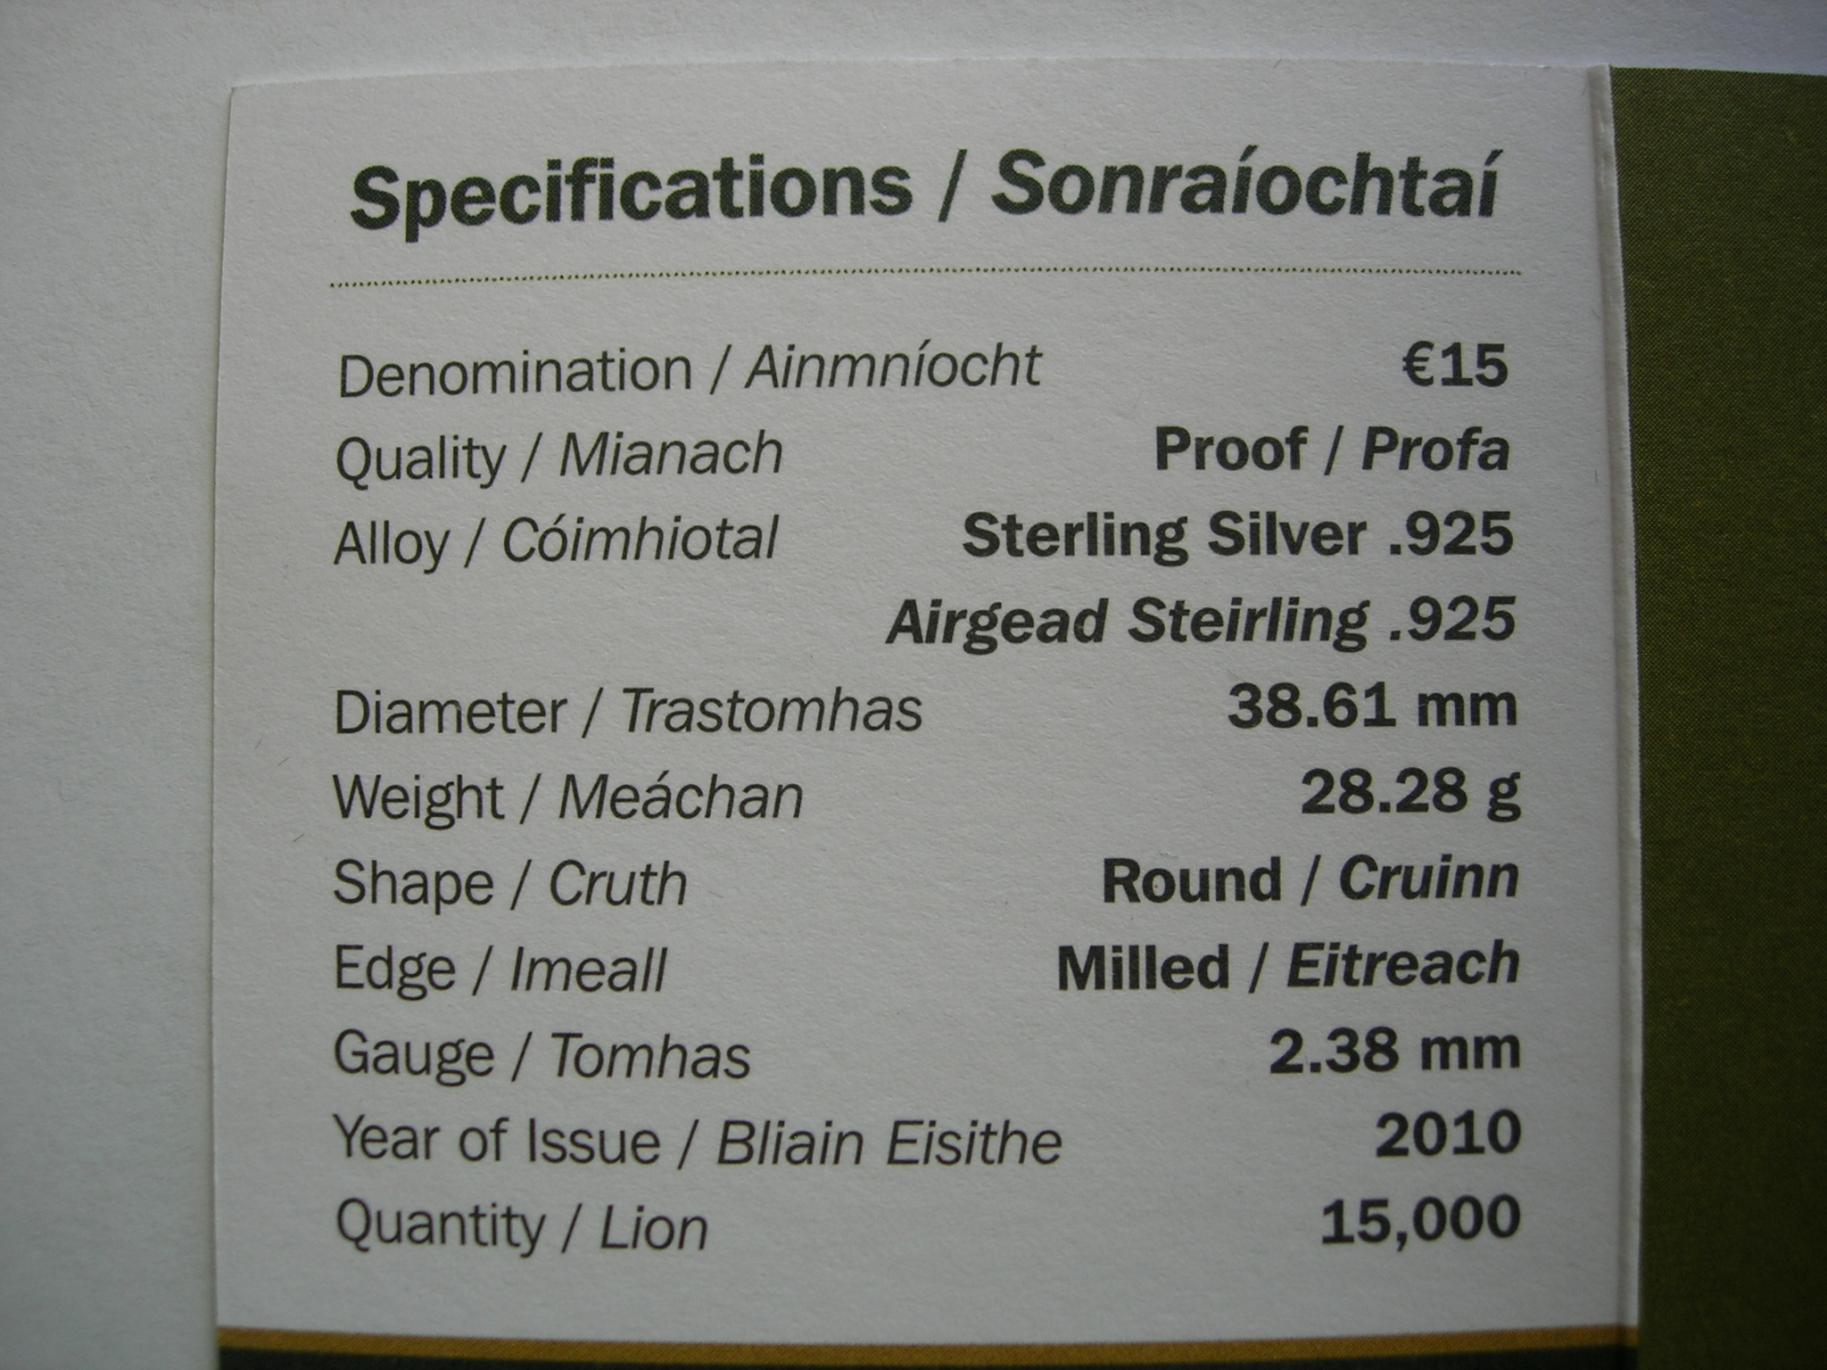 Specifications / Sonraíochtaí
Denomination / Ainmníocht €15
Quality / Mianach Proof / Profa
Alloy / Cóimhiotal Sterling Silver .925
Airgead Steirling .925
Diameter / Trastomhas 38.61 mm
Weight / Meáchan 28.28 g
Shape / Cruth Round / Cruinn
Edge / Imeall Milled / Eitreach
Gauge / Tomhas 2.38 mm
Year of Issue / Bliain Eisithe 2010
Quantity / Lion 15,000